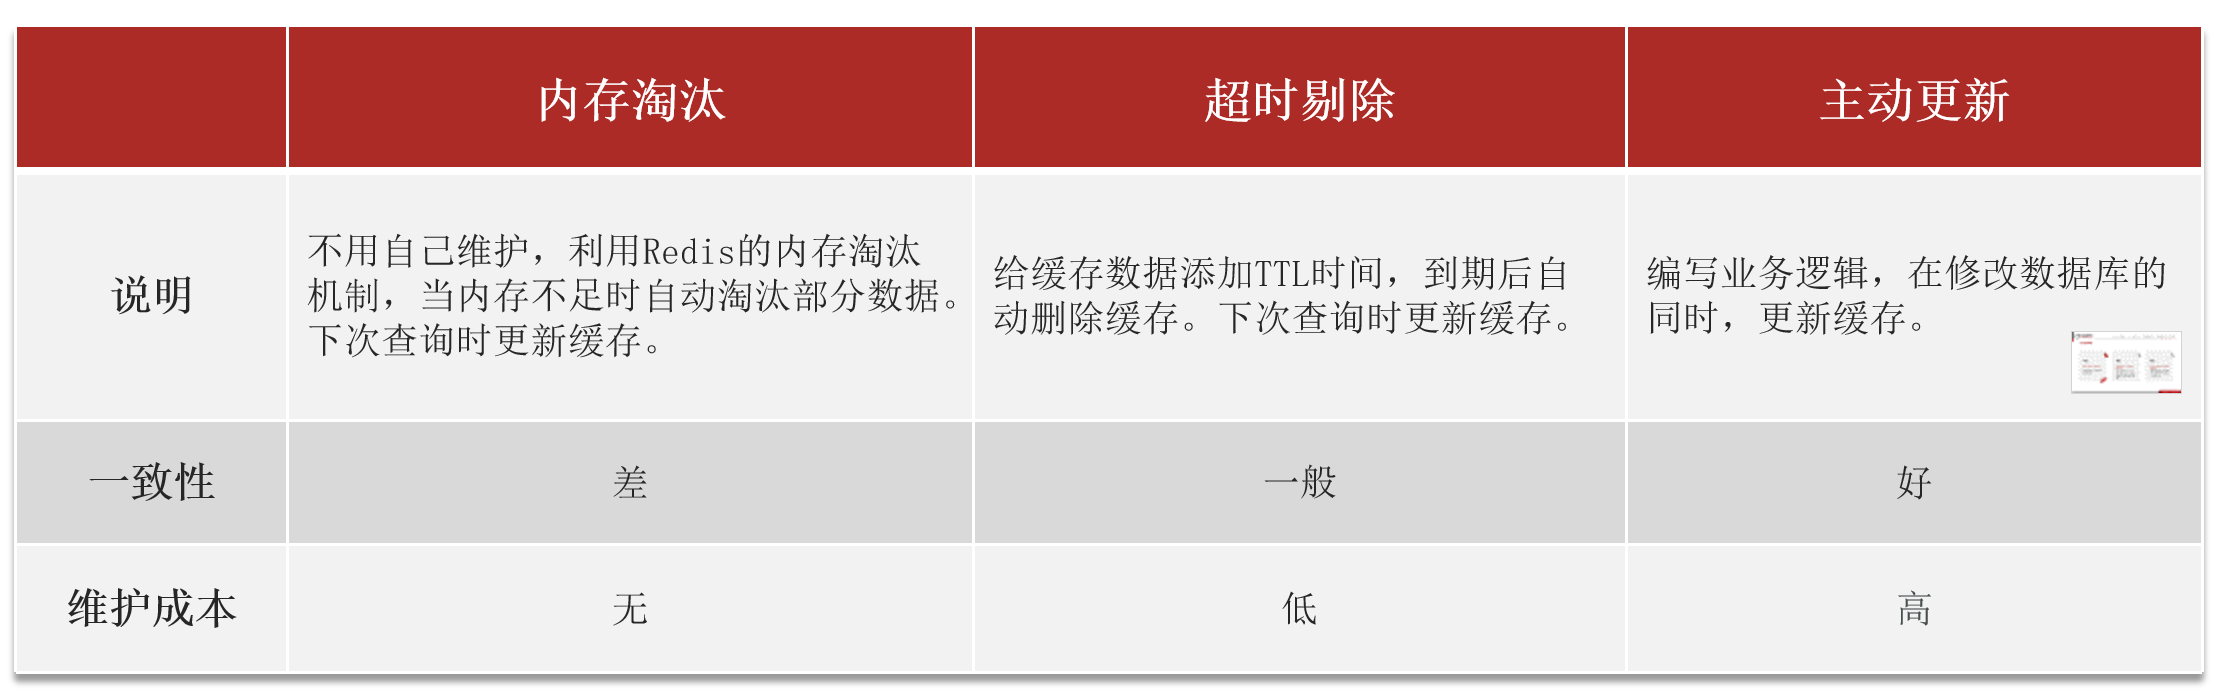 内存淘汰
超时剔除
主动更新
说明
不用自己维护，利用Redis的内存淘汰
机制，当内存不足时自动淘汰部分数据。
下次查询时更新缓存。
给缓存数据添加TTL时间，到期后自
动删除缓存。下次查询时更新缓存。
编写业务逻辑，在修改数据库的
同时，更新缓存。
一致性
差
一般
好
维护成本
无
低
高